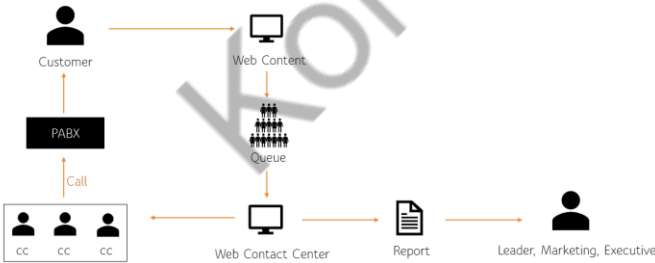 Customer
Web Content
PABX
Queue
Call
cc
cc
cc
Web Contact Center
Report
Leader, Marketing, Executive